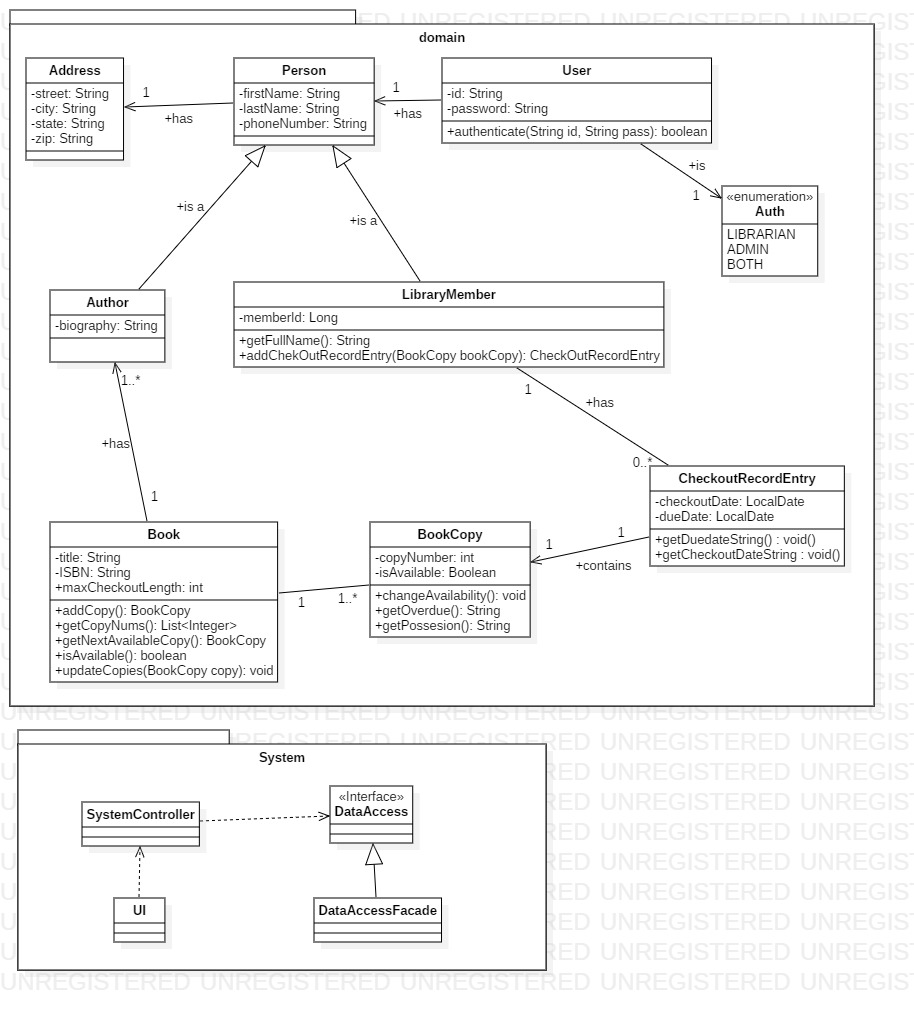 domain
Address
-street: String
-city: String
-state: String
-zip: String
1
+has
Person
-firstName: String
-lastName: String
-phoneNumber: String
1
+has
User
-id: String
-password: String
+authenticate(String id, String pass): boolean
+is
1
«enumeration»
Auth
LIBRARIAN
ADMIN
BOTH
+is a
+is a
Author
-biography: String
LibraryMember
-memberId: Long
+getFullName(): String
+addChekOutRecordEntry(BookCopy bookCopy): CheckOutRecordEntry
1..*
+has
1
1
+has
0..*
CheckoutRecordEntry
-checkoutDate: LocalDate
-dueDate: LocalDate
+getDuedateString() : void()
+getCheckoutDateString : void()
Book
-title: String
-ISBN: String
+maxCheckoutLength: int
+addCopy(): BookCopy
+getCopyNums(): List<Integer>
+getNextAvailableCopy(): BookCopy
+isAvailable(): boolean
+updateCopies(BookCopy copy): void
1
1..*
BookCopy
-copyNumber: int
-isAvailable: Boolean
+changeAvailability(): void
+getOverdue(): String
+getPossesion(): String
1
1
+contains
System
SystemController
«Interface»
DataAccess
UI
DataAccessFacade
UNREGISTERED UNREGISTERED UNREGISTERED UNREGISTERED UNREGIST